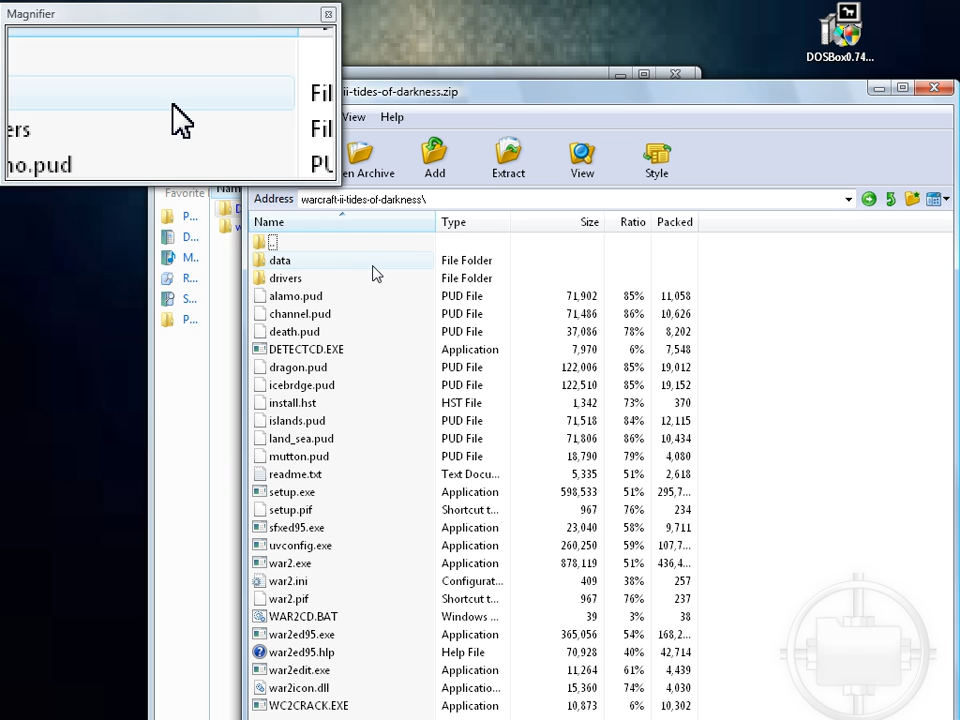 Magnifier
Fil
ers Fil
no.pud PU
DOSBox0.74...
ii-tides-of-darkness.zip
View Help
en Archive Add Extract View Style
Address warcraft-ii-tides-of-darkness\
Favorite Nam
P...
D...
M..
R...
S...
P...
D
w
Name Type Size Ratio Packed
..
data File Folder
drivers File Folder
alamo.pud PUD File 71,902 85% 11,058
channel.pud PUD File 71,486 86% 10,626
death.pud PUD File 37,086 78% 8,202
DETECTCD.EXE Application 7,970 6% 7,548
dragon.pud PUD File 122,006 85% 19,012
icebrdge.pud PUD File 122,510 85% 19,152
install.hst HST File 1,342 73% 370
islands.pud PUD File 71,518 84% 12,115
land_sea.pud PUD File 71,806 86% 10,434
mutton.pud PUD File 18,790 79% 4,080
readme.txt Text Docu... 5,335 51% 2,618
setup.exe Application 598,533 51% 295,7...
setup.pif Shortcut t... 967 76% 234
sfxed95.exe Application 23,040 58% 9,711
uvconfig.exe Application 260,250 59% 107,7...
war2.exe Application 878,119 51% 436,4...
war2.ini Configurat... 409 38% 257
war2.pif Shortcut t... 967 76% 237
WAR2CD.BAT Windows ... 39 3% 38
war2ed95.exe Application 365,056 54% 168,2...
war2ed95.hlp Help File 70,928 40% 42,714
war2edit.exe Application 11,264 61% 4,439
war2icon.dll Applicatio... 15,360 74% 4,030
WC2CRACK.EXE Application 10,873 6% 10,302